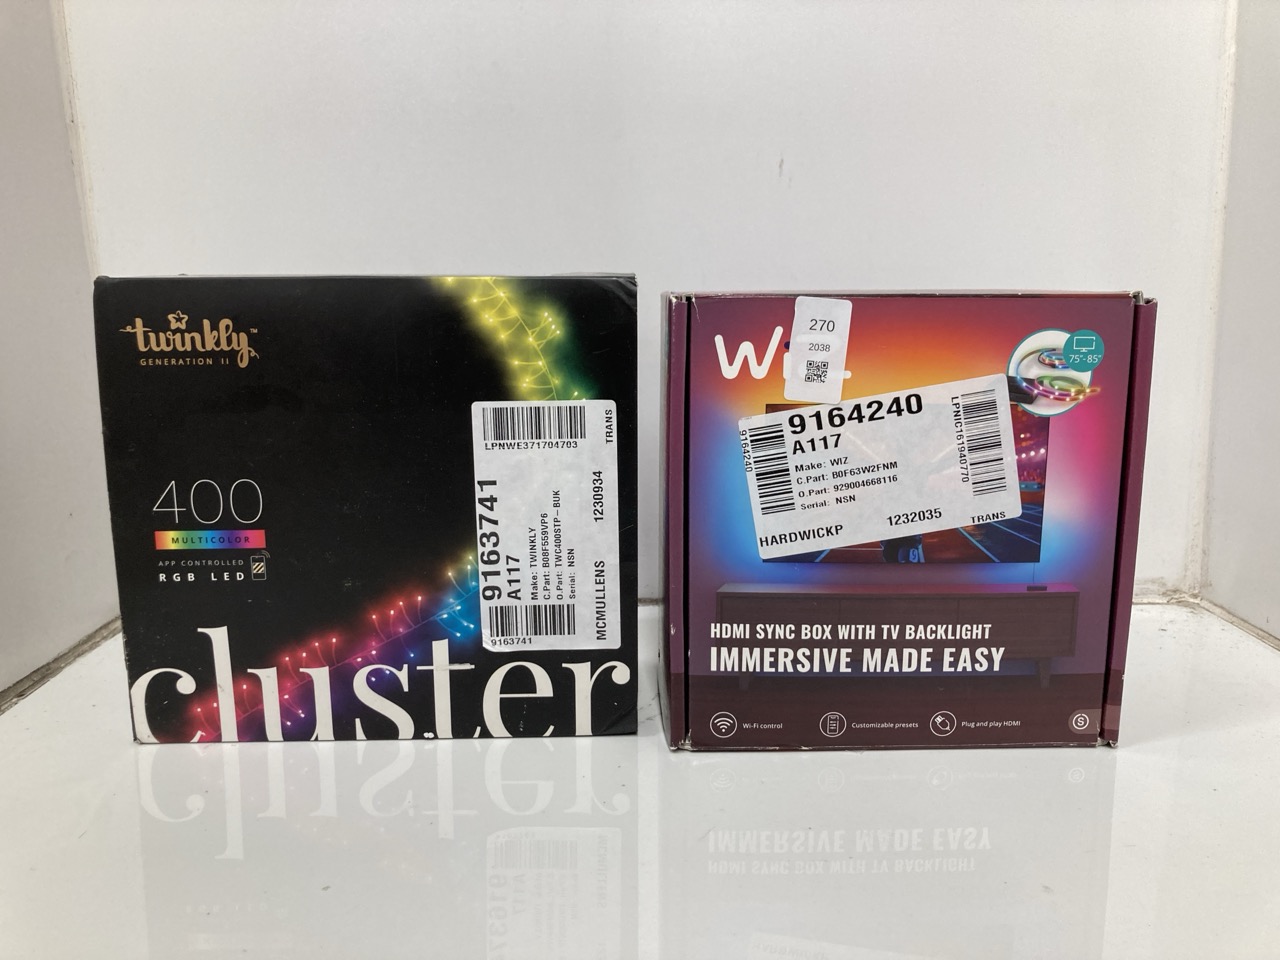 twinkly™
GENERATION II
400
MULTICOLOR
APP CONTROLLED
RGB LED
cluster
LPNWE371704703
TRANS
9163741
A117
Make: TWINKLY
C.Part: B08F559VP6
O.Part: TWC400STP-BUK
Serial: NSN
9163741
MCMULLENS
1230934
270
2038
75"-85"
9164240
A117
Make: WIZ
C.Part: B0F63W2FNM
O.Part: 929004668116
Serial: NSN
9164240
LPNIC161940770
HARDWICKP
1232035
TRANS
HDMI SYNC BOX WITH TV BACKLIGHT
IMMERSIVE MADE EASY
Wi-Fi control
Customizable presets
Plug and play HDMI
S